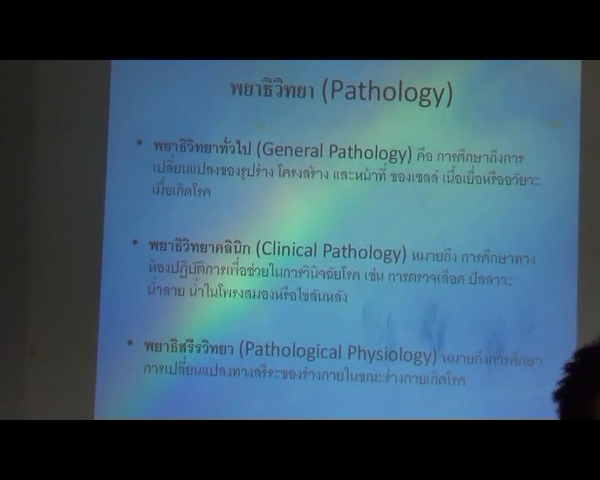 พยาธิวิทยา (Pathology)
• พยาธิวิทยาทั่วไป (General Pathology) คือ การศึกษาถึงการ
เปลี่ยนแปลงของรูปร่าง โครงสร้าง และหน้าที่ ของเซลล์ เนื้อเยื่อหรืออวัยวะ
เมื่อเกิดโรค
• พยาธิวิทยาคลินิก (Clinical Pathology) หมายถึง การศึกษาทาง
ห้องปฏิบัติการเพื่อช่วยในการวินิจฉัยโรค เช่น การตรวจเลือด ปัสสาวะ
น้ำลาย น้ำในโพรงสมองหรือไขสันหลัง
• พยาธิสรีรวิทยา (Pathological Physiology) หมายถึงการศึกษา
การเปลี่ยนแปลงทางสรีระของร่างกายในขณะร่างกายเกิดโรค